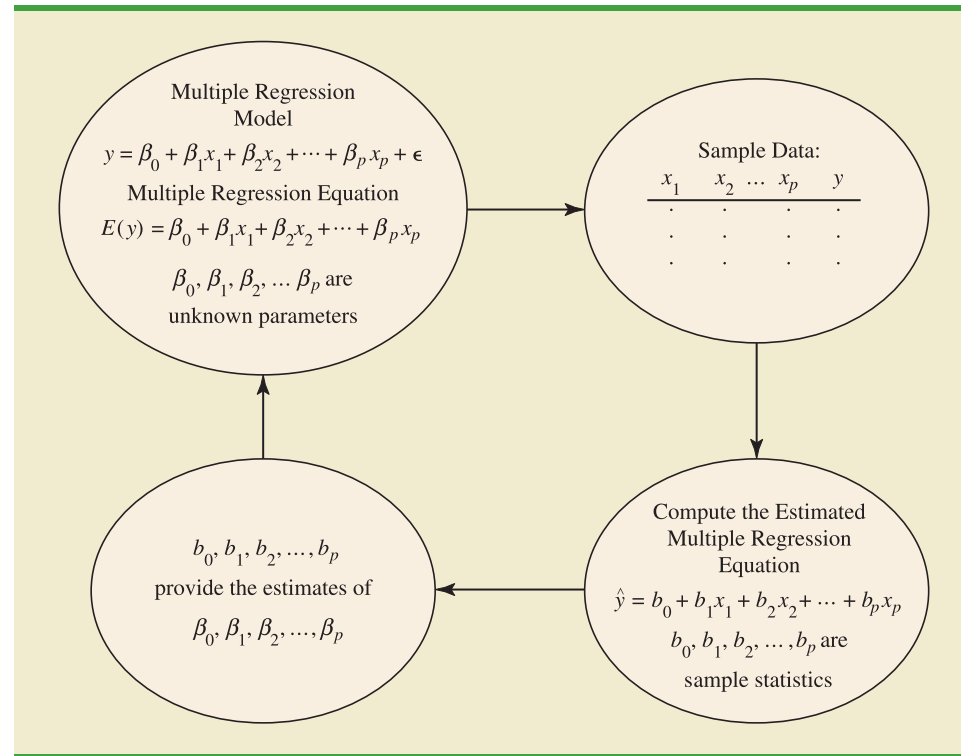 Multiple Regression
Model
y = β₀ + β₁x₁ + β₂x₂ + ··· + βₚxₚ + ϵ
Multiple Regression Equation
E(y) = β₀ + β₁x₁ + β₂x₂ + ··· + βₚxₚ
β₀, β₁, β₂, ... βₚ are
unknown parameters
Sample Data:
x₁ x₂ ... xₚ y
. . . .
. . . .
. . . .
Compute the Estimated
Multiple Regression
Equation
ŷ = b₀ + b₁x₁ + b₂x₂ + ··· + bₚxₚ
b₀, b₁, b₂, ... , bₚ are
sample statistics
b₀, b₁, b₂, ..., bₚ
provide the estimates of
β₀, β₁, β₂, ..., βₚ